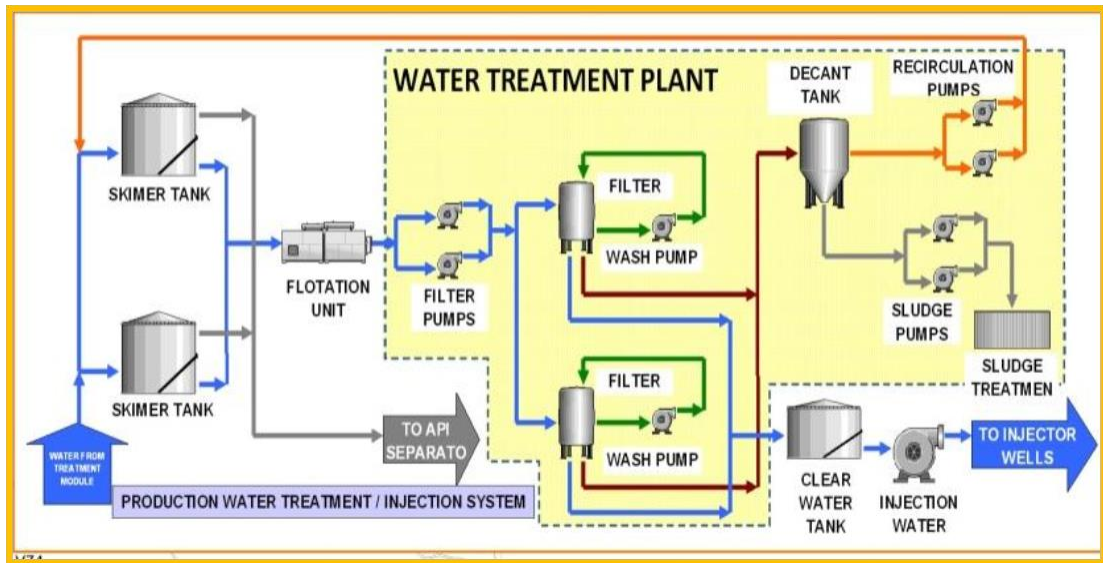 WATER TREATMENT PLANT
DECANT
TANK
RECIRCULATION
PUMPS
SKIMER TANK
FLOTATION
UNIT
FILTER
PUMPS
FILTER
WASH PUMP
SLUDGE
PUMPS
SLUDGE
TREATMEN
SKIMER TANK
FILTER
WASH PUMP
WATER FROM
TREATMENT
MODULE
TO API
SEPARATO
PRODUCTION WATER TREATMENT / INJECTION SYSTEM
CLEAR
WATER
TANK
INJECTION
WATER
TO INJECTOR
WELLS